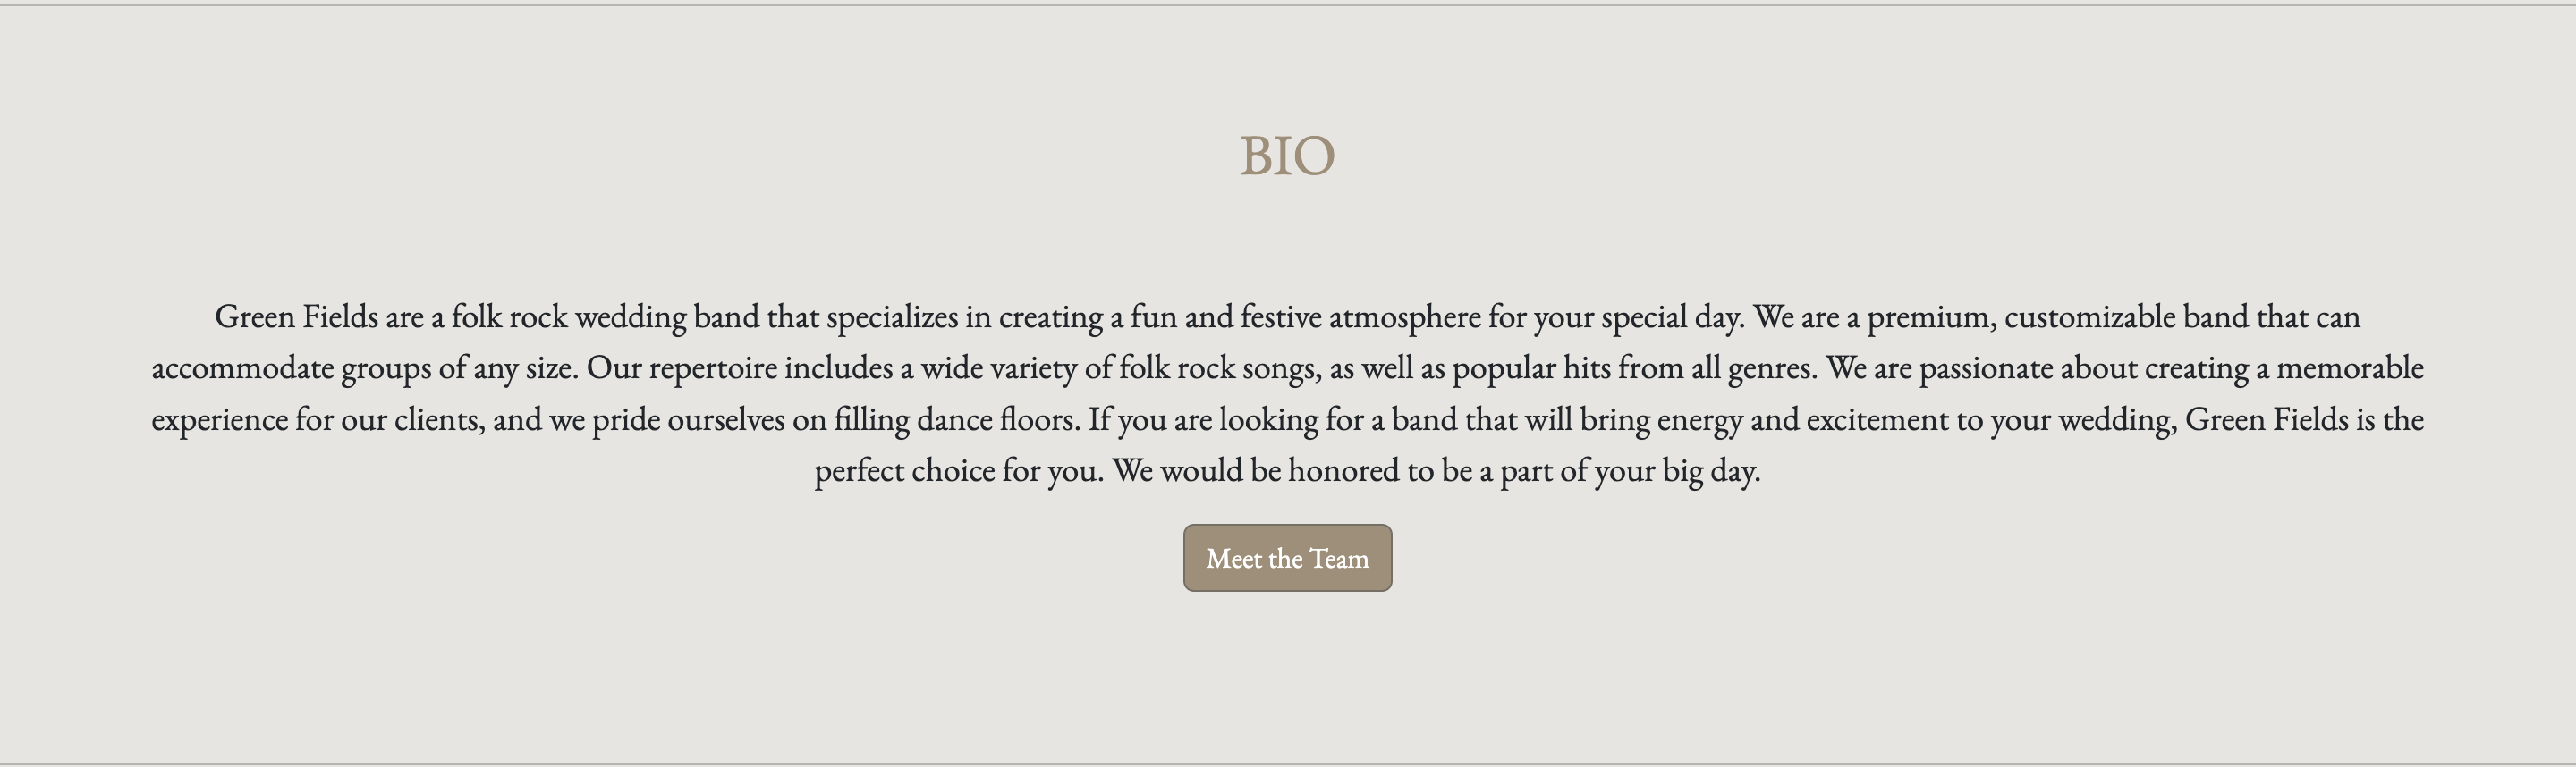 BIO
Green Fields are a folk rock wedding band that specializes in creating a fun and festive atmosphere for your special day. We are a premium, customizable band that can
accommodate groups of any size. Our repertoire includes a wide variety of folk rock songs, as well as popular hits from all genres. We are passionate about creating a memorable
experience for our clients, and we pride ourselves on filling dance floors. If you are looking for a band that will bring energy and excitement to your wedding, Green Fields is the
perfect choice for you. We would be honored to be a part of your big day.
Meet the Team